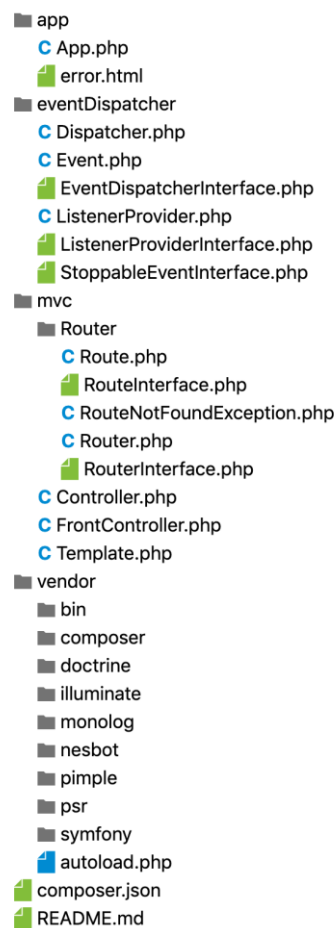 app
C App.php
error.html
eventDispatcher
C Dispatcher.php
C Event.php
EventDispatcherInterface.php
C ListenerProvider.php
ListenerProviderInterface.php
StoppableEventInterface.php
mvc
Router
C Route.php
RouteInterface.php
C RouteNotFoundException.php
C Router.php
RouterInterface.php
C Controller.php
C FrontController.php
C Template.php
vendor
bin
composer
doctrine
illuminate
monolog
nesbot
pimple
psr
symfony
autoload.php
composer.json
README.md